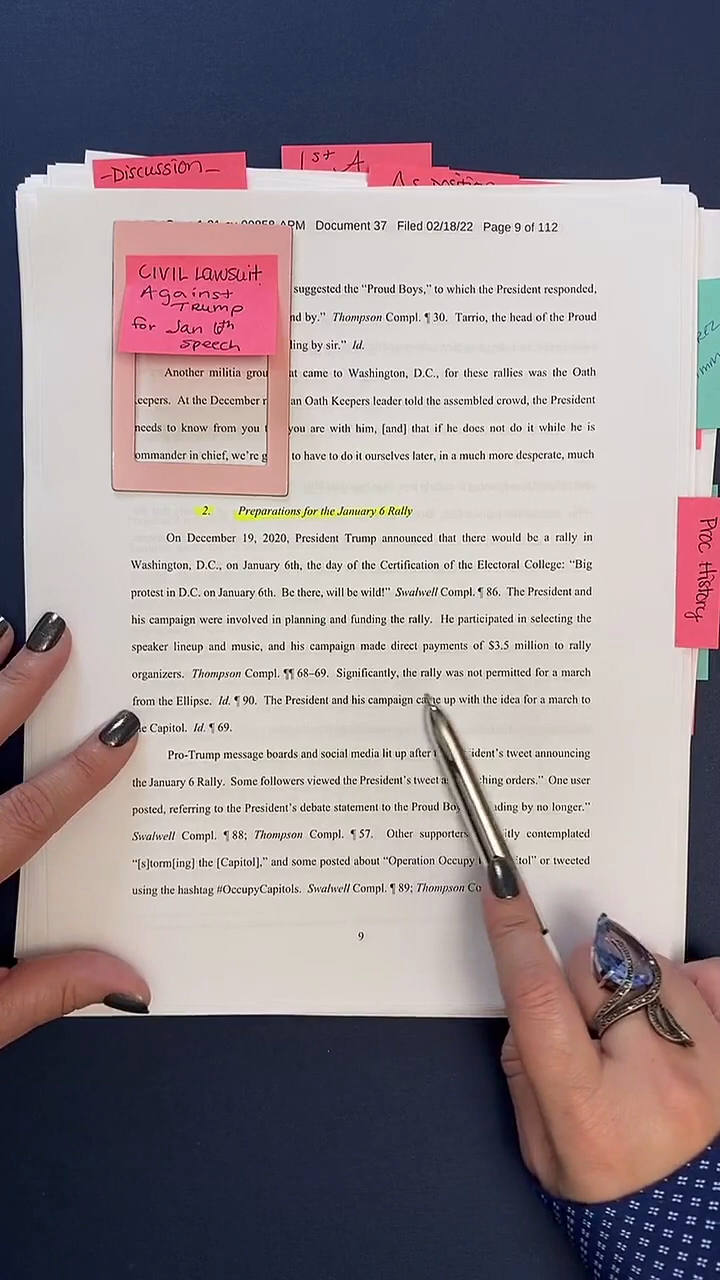 -Discussion-
1st A
Document 37 Filed 02/18/22 Page 9 of 112
CIVIL LAWSUIT
Against
TRUMP
for Jan 6th
speech
suggested the “Proud Boys,” to which the President responded,
by.” Thompson Compl. ¶ 30. Tarrio, the head of the Proud
by sir.” Id.
Another militia that came to Washington, D.C., for these rallies was the Oath
At the December an Oath Keepers leader told the assembled crowd, the President
needs to know from you you are with him, [and] that if he does not do it while he is
in chief, we’re to have to do it ourselves later, in a much more desperate, much
2. Preparations for the January 6 Rally
On December 19, 2020, President Trump announced that there would be a rally in
Washington, D.C., on January 6th, the day of the Certification of the Electoral College: “Big
protest in D.C. on January 6th. Be there, will be wild!” Swalwell Compl. ¶ 86. The President and
his campaign were involved in planning and funding the rally. He participated in selecting the
speaker lineup and music, and his campaign made direct payments of $3.5 million to rally
organizers. Thompson Compl. ¶¶ 68–69. Significantly, the rally was not permitted for a march
from the Ellipse. Id. ¶ 90. The President and his campaign came up with the idea for a march to
Capitol. Id. ¶ 69.
Pro-Trump message boards and social media lit up after tweet announcing
the January 6 Rally. Some followers viewed the President’s tweet orders.” One user
posted, referring to the President’s debate statement to the Proud by no longer.”
Swalwell Compl. ¶ 88; Thompson Compl. ¶ 57. Other supporters contemplated
“[s]torm[ing] the [Capitol],” and some posted about “Operation Occupy or tweeted
using the hashtag #OccupyCapitols. Swalwell Compl. ¶ 89; Thompson
9
Proc History